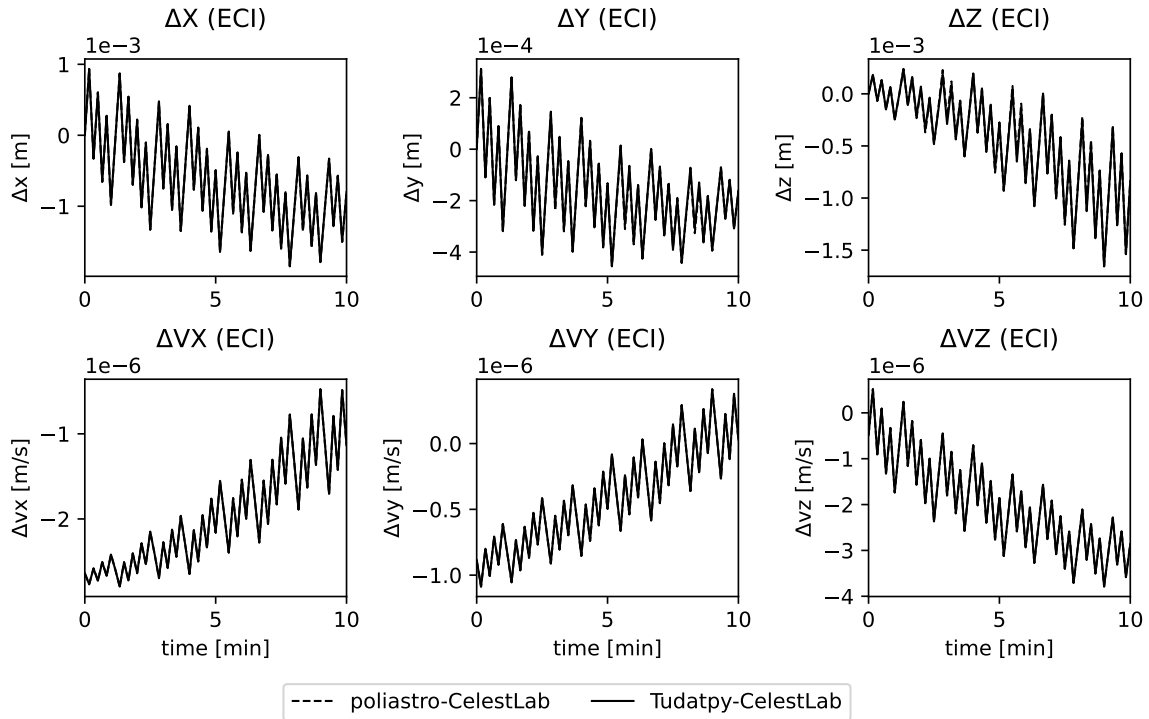 ΔX (ECI)
1e−3
1
0
−1
Δx [m]
0 5 10
ΔY (ECI)
1e−4
2
0
−2
−4
Δy [m]
0 5 10
ΔZ (ECI)
1e−3
0.0
−0.5
−1.0
−1.5
Δz [m]
0 5 10
ΔVX (ECI)
1e−6
−1
−2
Δvx [m/s]
0 5 10
time [min]
ΔVY (ECI)
1e−6
0.0
−0.5
−1.0
Δvy [m/s]
0 5 10
time [min]
ΔVZ (ECI)
1e−6
0
−1
−2
−3
−4
Δvz [m/s]
0 5 10
time [min]
poliastro-CelestLab Tudatpy-CelestLab